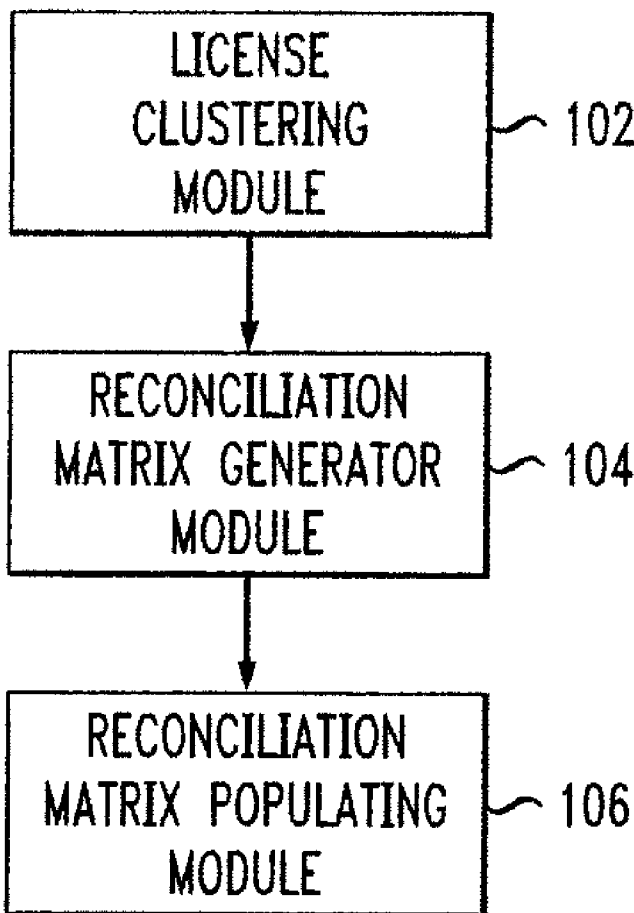 LICENSE
CLUSTERING
MODULE
102
RECONCILIATION
MATRIX GENERATOR
MODULE
104
RECONCILIATION
MATRIX POPULATING
MODULE
106